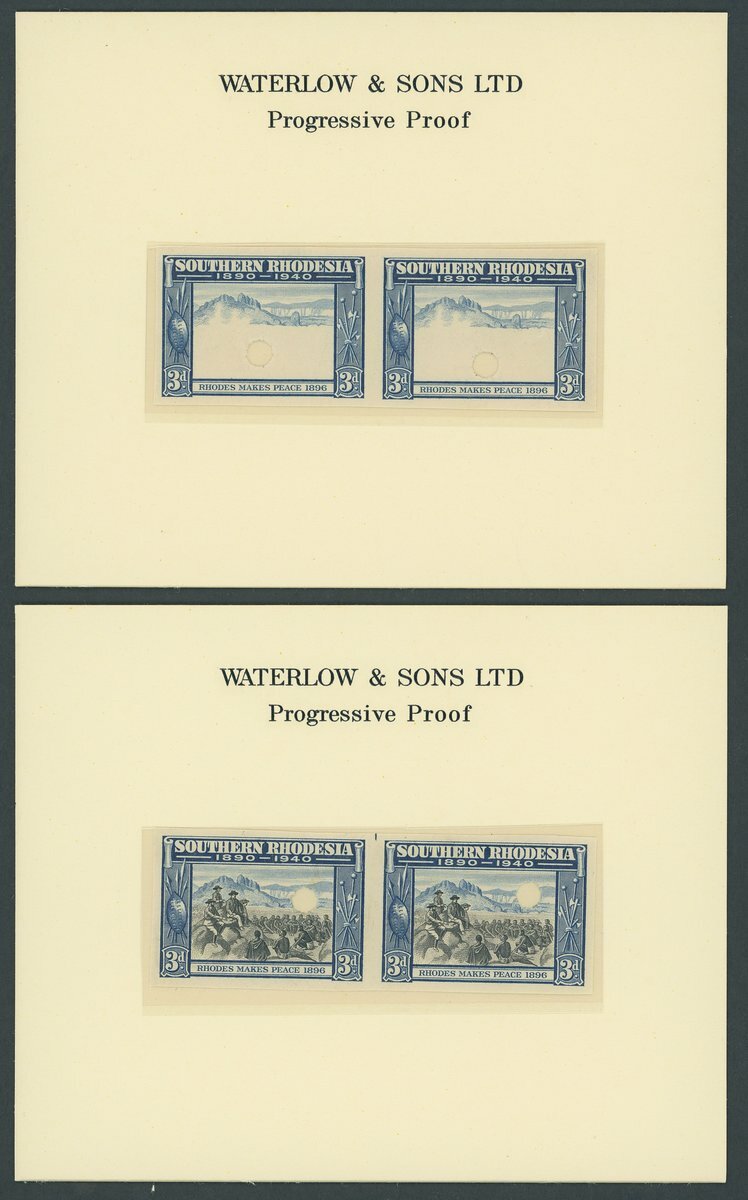 WATERLOW & SONS LTD
Progressive Proof
SOUTHERN RHODESIA
1890 — 1940
3d
RHODES MAKES PEACE 1896
3d
SOUTHERN RHODESIA
1890 — 1940
3d
RHODES MAKES PEACE 1896
3d
WATERLOW & SONS LTD
Progressive Proof
SOUTHERN RHODESIA
1890 — 1940
3d
RHODES MAKES PEACE 1896
3d
SOUTHERN RHODESIA
1890 — 1940
3d
RHODES MAKES PEACE 1896
3d